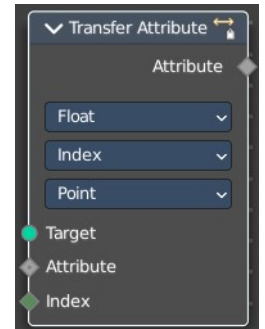 Transfer Attribute
Attribute
Float
Index
Point
Target
Attribute
Index